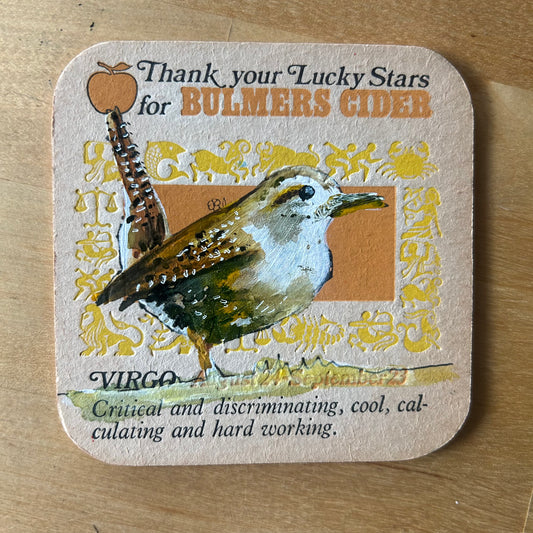 Thank your Lucky Stars
for BULMERS CIDER
VIRGO August 24 September 23
Critical and discriminating, cool, cal-
culating and hard working.